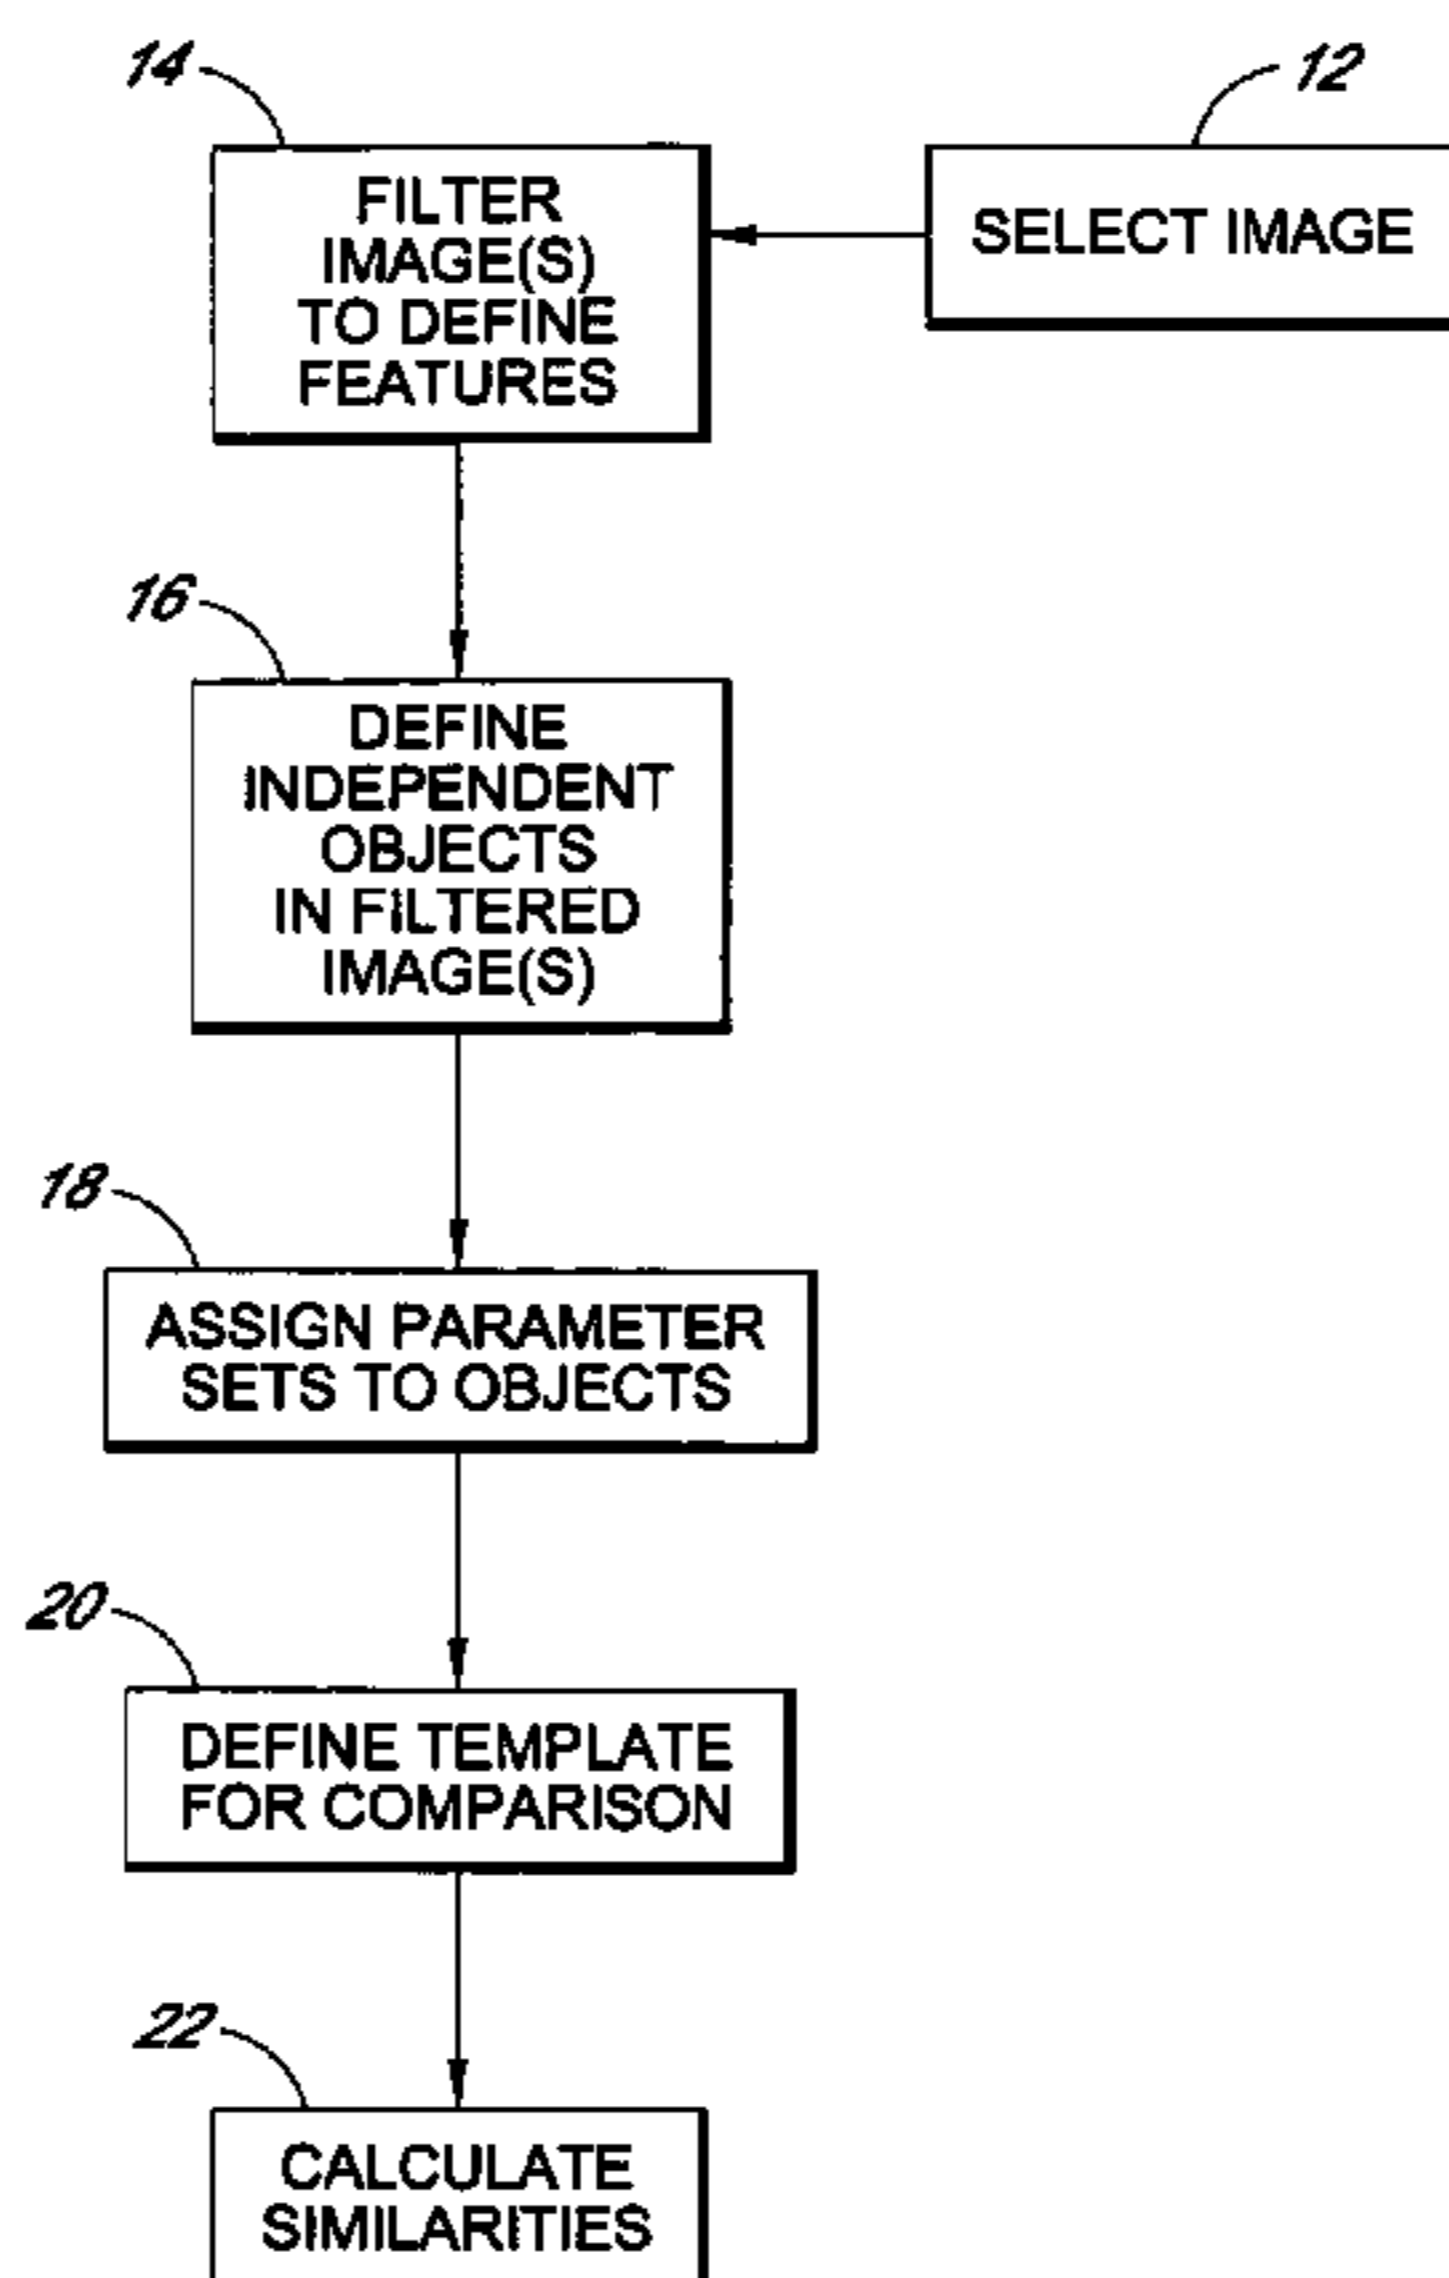 14
12
FILTER
IMAGE(S)
TO DEFINE
FEATURES
SELECT IMAGE
16
DEFINE
INDEPENDENT
OBJECTS
IN FILTERED
IMAGE(S)
18
ASSIGN PARAMETER
SETS TO OBJECTS
20
DEFINE TEMPLATE
FOR COMPARISON
22
CALCULATE
SIMILARITIES